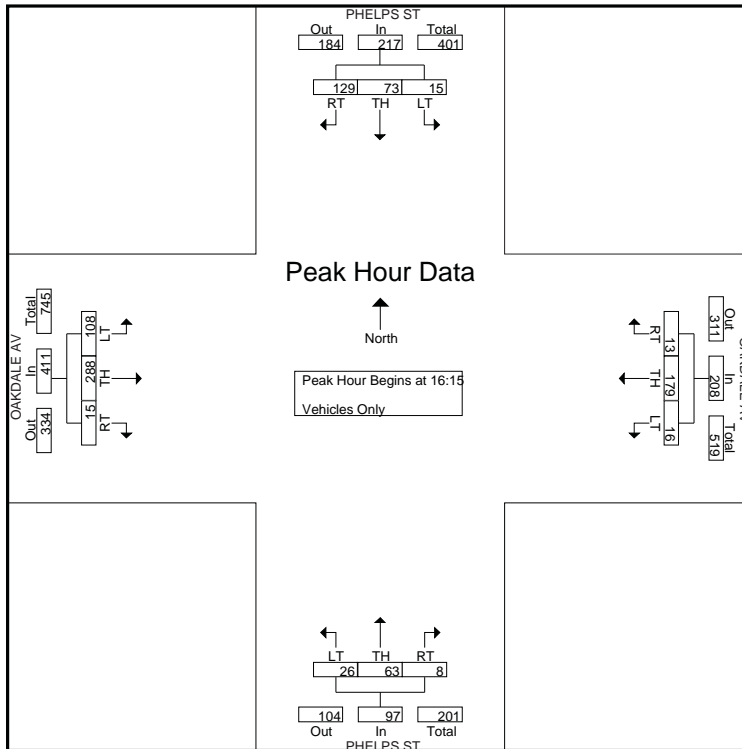 PHELPS ST
Out In Total
184 217 401
129 73 15
RT TH LT
Peak Hour Data
North
Peak Hour Begins at 16:15
Vehicles Only
OAKDALE AV
Out In Total
334 411 745
RT TH LT
15 288 108
Out In Total
311 208 519
RT TH LT
13 179 16
LT TH RT
26 63 8
104 97 201
Out In Total
PHELPS ST